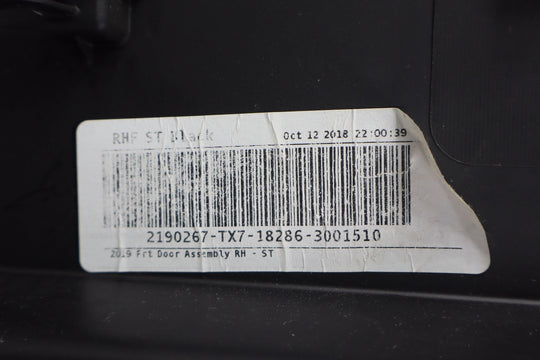 RHF ST Black
Oct 12 2018 22:00:39
2190267-TX7-18286-3001510
2019 Frt Door Assembly RH - ST